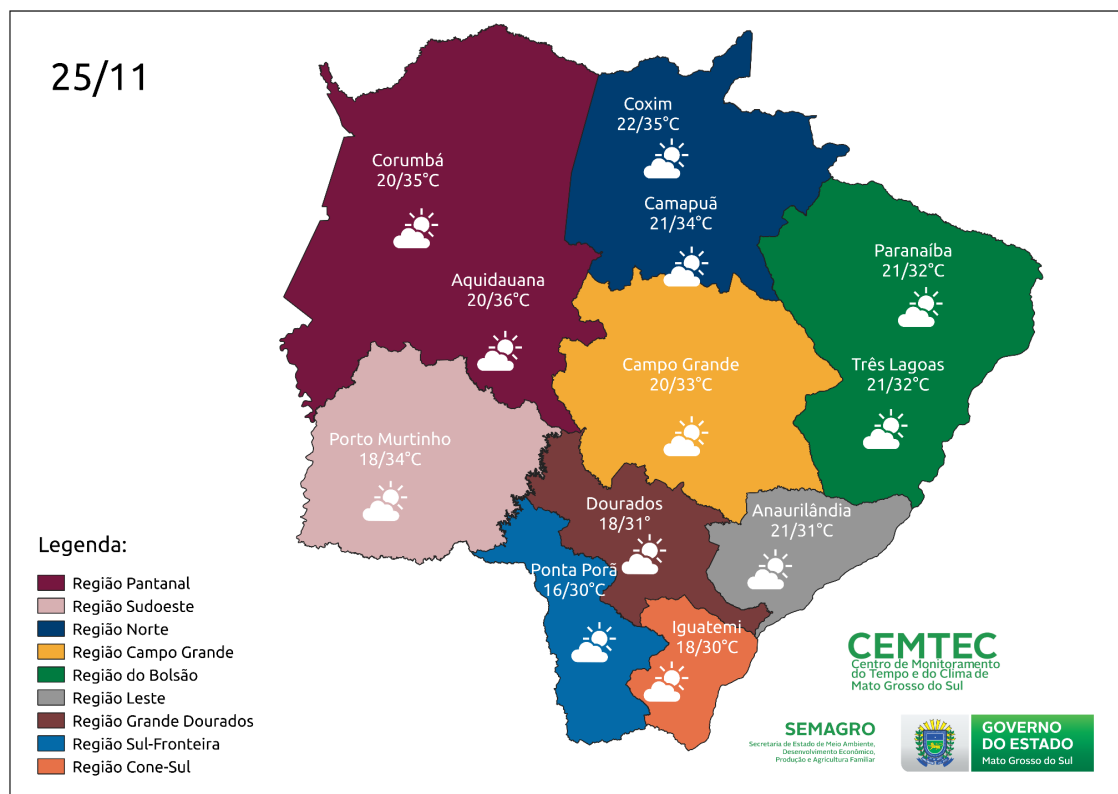 25/11
Coxim
22/35°C
Corumbá
20/35°C
Camapuã
21/34°C
Paranaíba
21/32°C
Aquidauana
20/36°C
Campo Grande
20/33°C
Três Lagoas
21/32°C
Porto Murtinho
18/34°C
Dourados
18/31°
Anaurilândia
21/31°C
Ponta Porã
16/30°C
Iguatemi
18/30°C
Legenda:
Região Pantanal
Região Sudoeste
Região Norte
Região Campo Grande
Região do Bolsão
Região Leste
Região Grande Dourados
Região Sul-Fronteira
Região Cone-Sul
CEMTEC
Centro de Monitoramento
do Tempo e do Clima de
Mato Grosso do Sul
SEMAGRO
Secretaria de Estado de Meio Ambiente,
Desenvolvimento Econômico,
Produção e Agricultura Familiar
GOVERNO
DO ESTADO
Mato Grosso do Sul